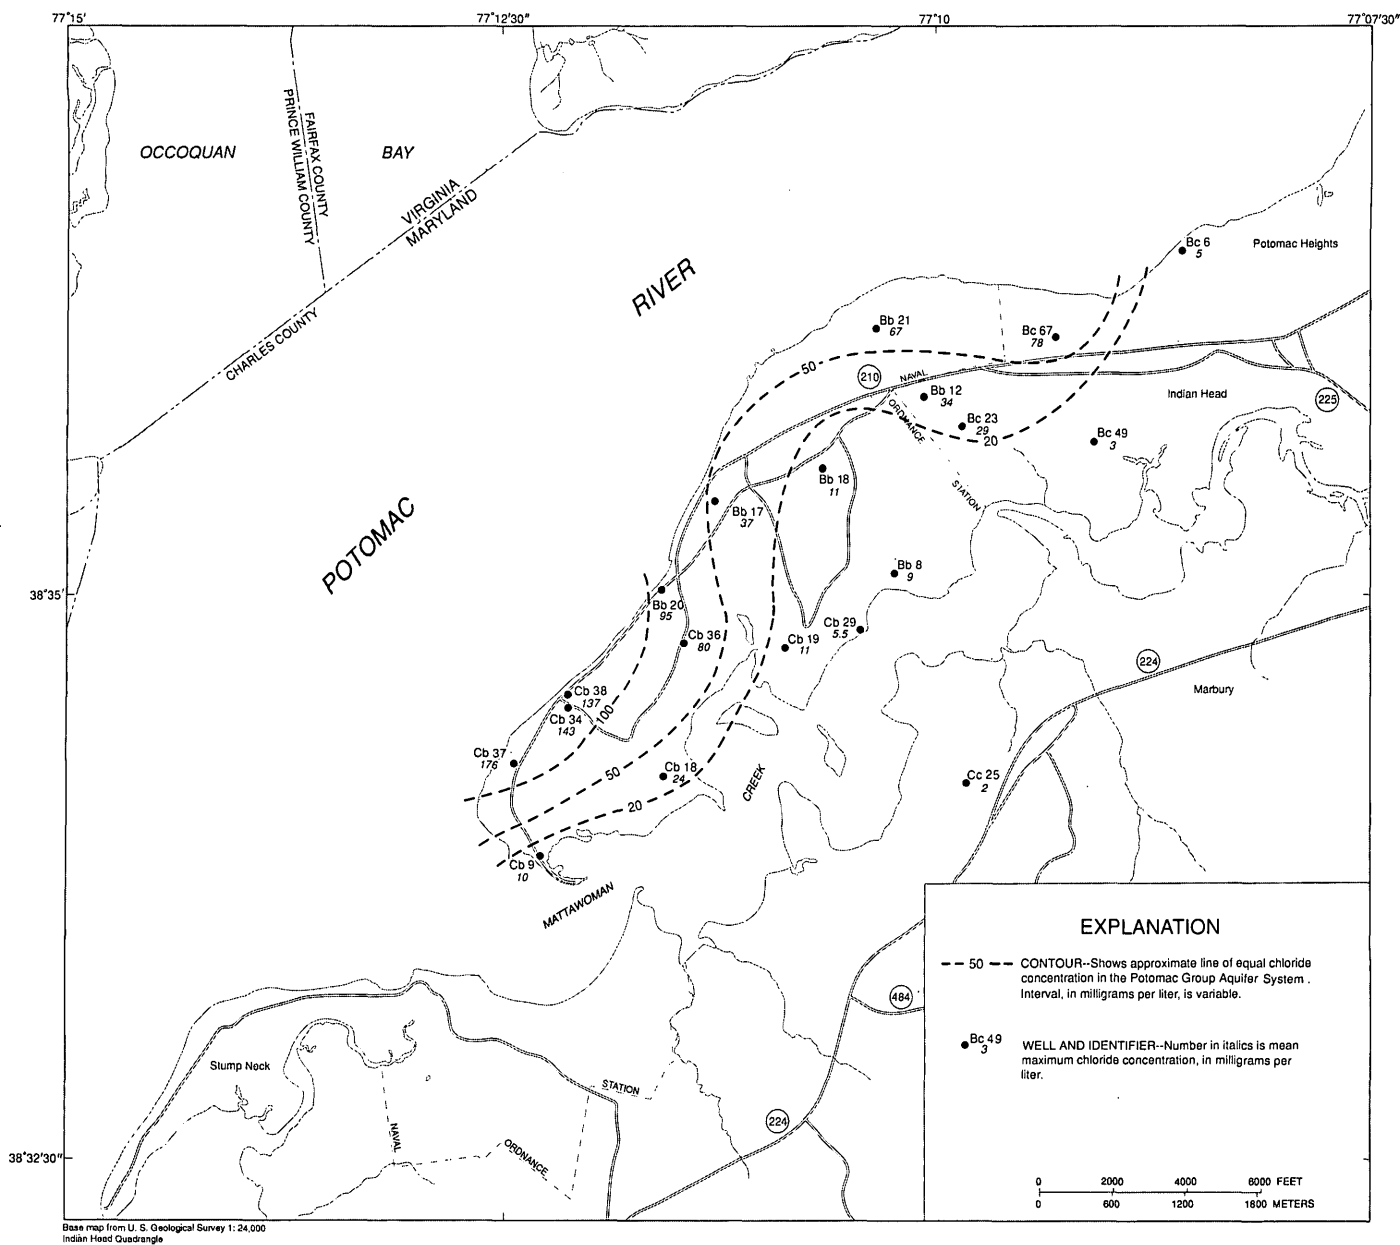 77°15′
77°12′30″
77°10′
77°07′30″
OCCOQUAN
BAY
FAIRFAX COUNTY
PRINCE WILLIAM COUNTY
VIRGINIA
MARYLAND
CHARLES COUNTY
POTOMAC
RIVER
Bc 6
5
Potomac Heights
Bb 21
67
Bc 67
78
50
210
NAVAL
ORDNANCE
STATION
Bb 12
34
Indian Head
225
Bc 23
29
20
Bc 49
3
Bb 18
11
Bb 17
37
Bb 8
9
38°35′
Bb 20
95
Cb 36
80
Cb 29
5.5
Cb 19
11
224
Marbury
Cb 38
137
Cb 34
143
100
Cb 37
176
50
Cb 18
24
20
CREEK
Cc 25
2
Cb 9
10
MATTAWOMAN
484
Stump Neck
STATION
NAVAL
ORDNANCE
224
38°32′30″
EXPLANATION
50 CONTOUR--Shows approximate line of equal chloride
concentration in the Potomac Group Aquifer System .
Interval, in milligrams per liter, is variable.
Bc 49
3
WELL AND IDENTIFIER--Number in italics is mean
maximum chloride concentration, in milligrams per
liter.
0 2000 4000 6000 FEET
0 600 1200 1800 METERS
Base map from U. S. Geological Survey 1: 24,000
Indian Head Quadrangle